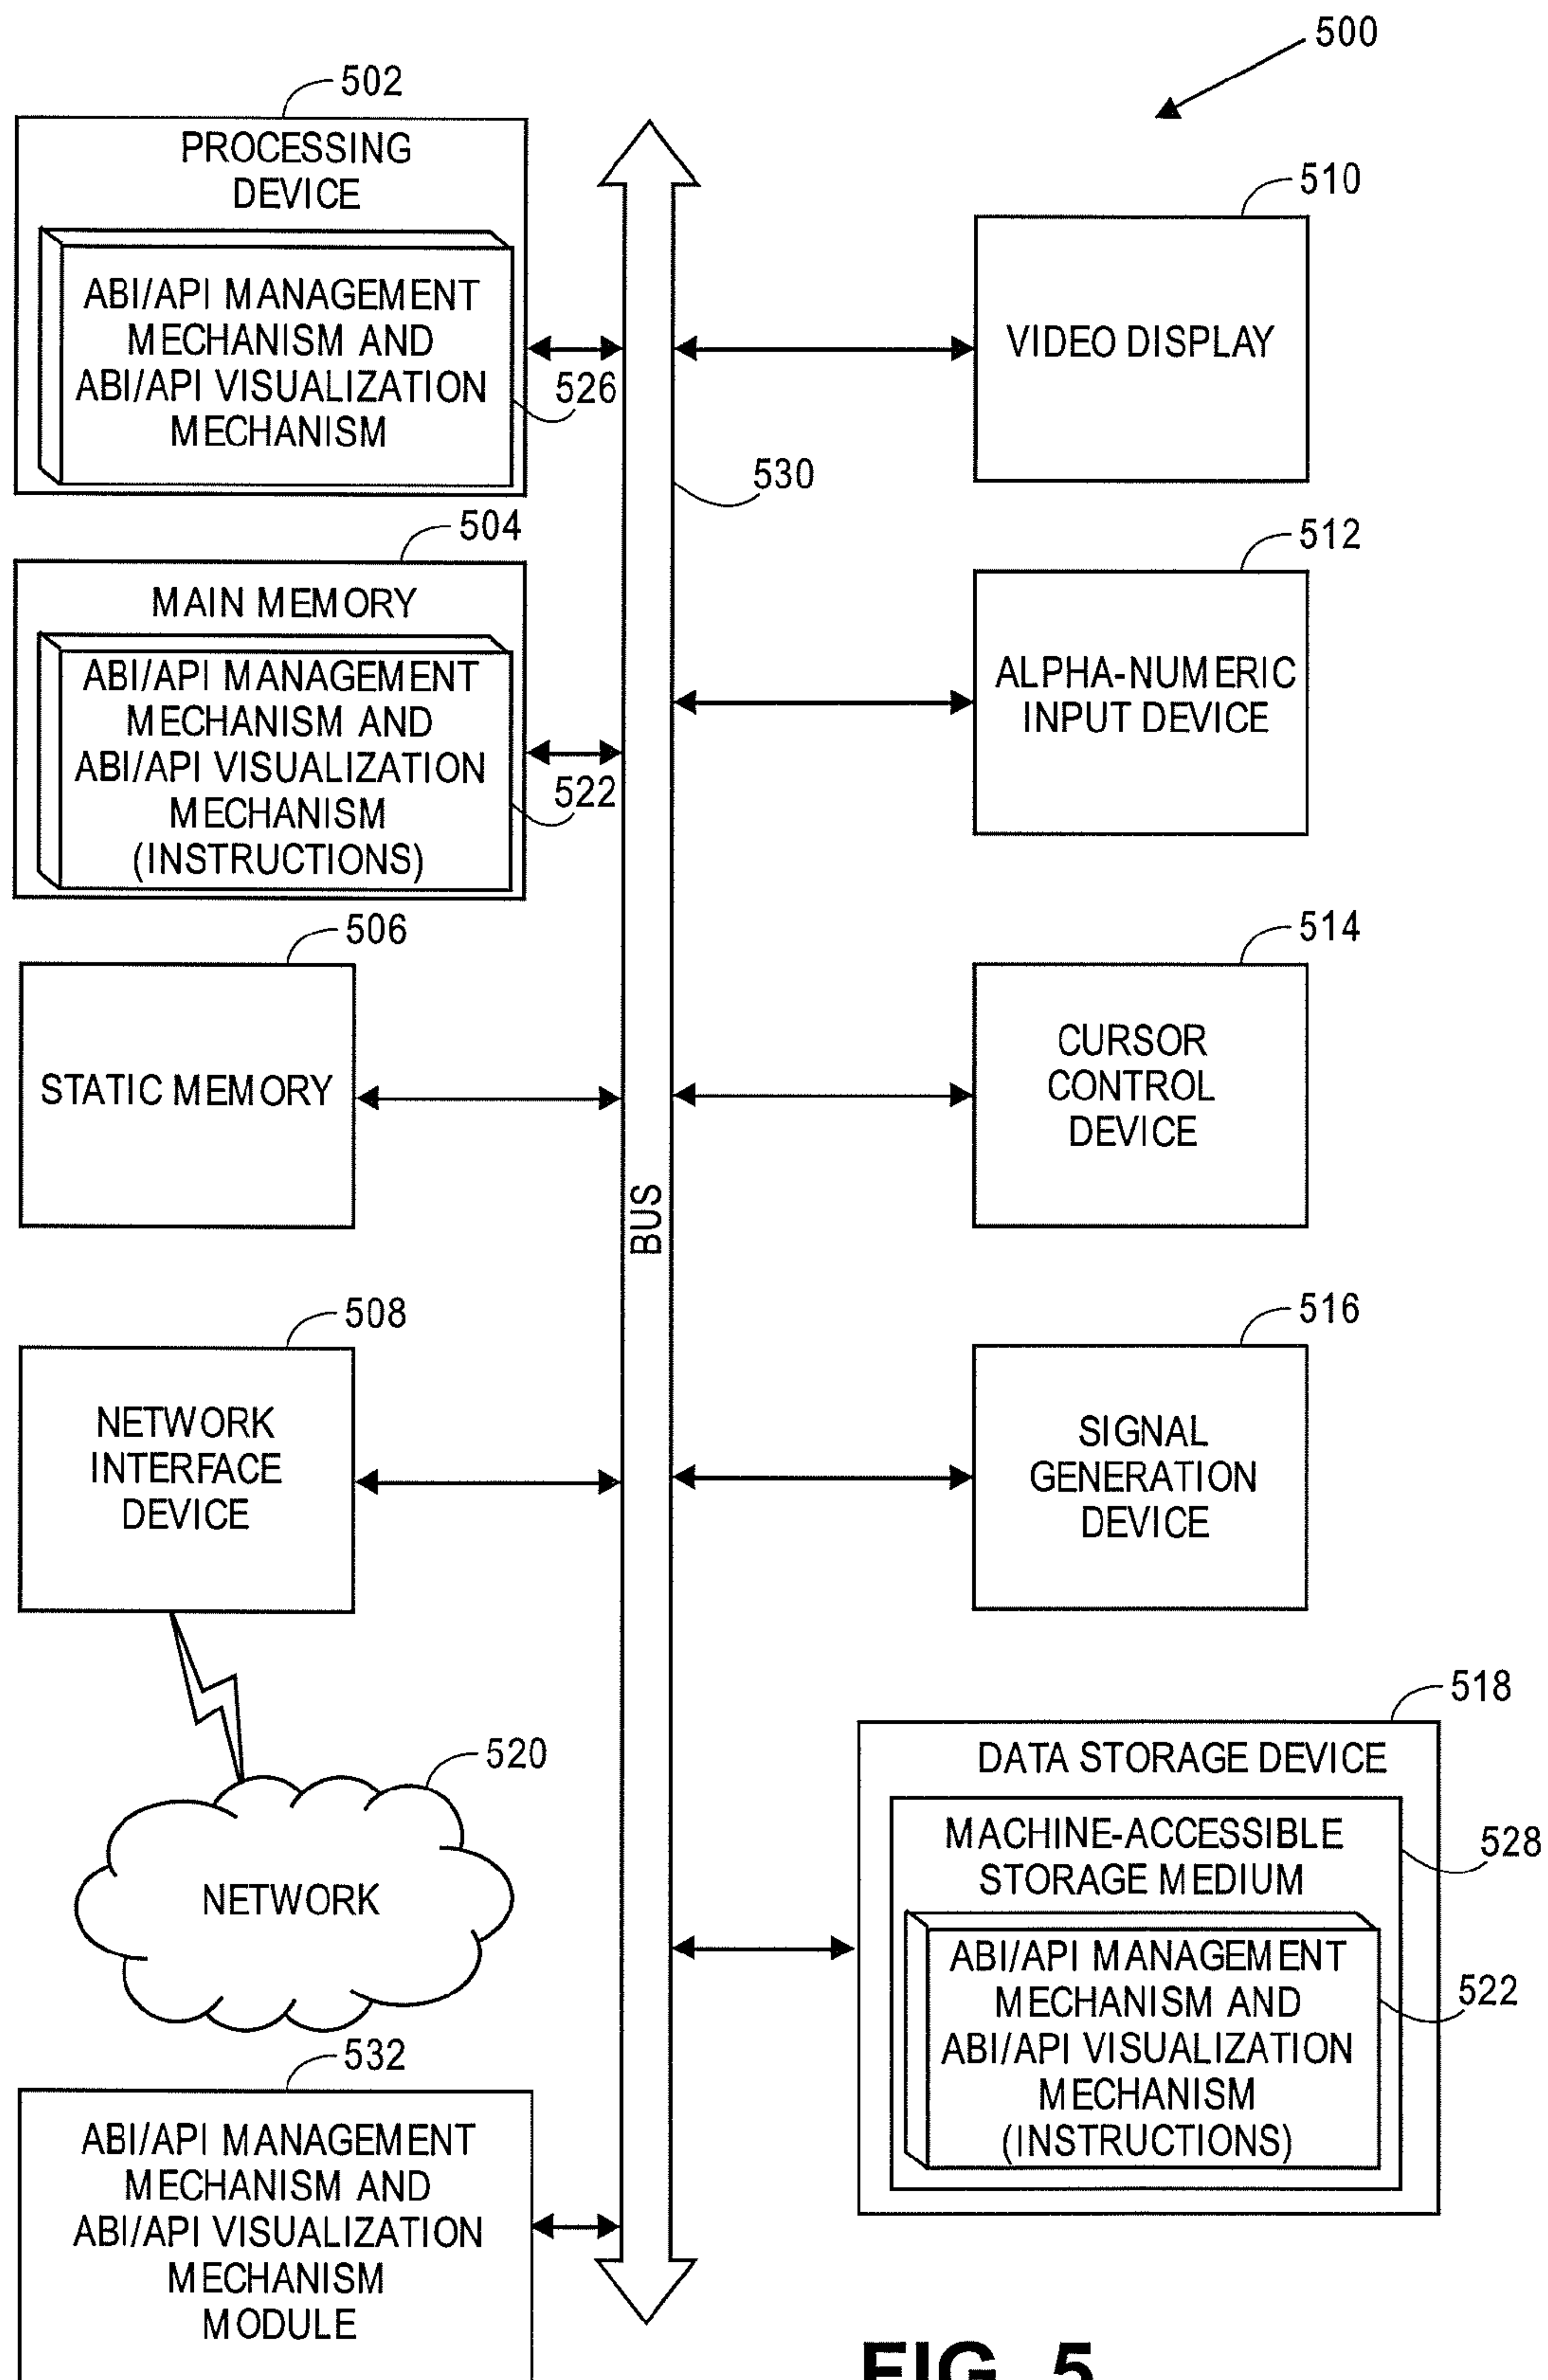 500
502
PROCESSING
DEVICE
ABI/API MANAGEMENT
MECHANISM AND
ABI/API VISUALIZATION
MECHANISM
526
504
MAIN MEMORY
ABI/API MANAGEMENT
MECHANISM AND
ABI/API VISUALIZATION
MECHANISM
(INSTRUCTIONS)
522
506
STATIC MEMORY
508
NETWORK
INTERFACE
DEVICE
520
NETWORK
532
ABI/API MANAGEMENT
MECHANISM AND
ABI/API VISUALIZATION
MECHANISM
MODULE
530
BUS
510
VIDEO DISPLAY
512
ALPHA-NUMERIC
INPUT DEVICE
514
CURSOR
CONTROL
DEVICE
516
SIGNAL
GENERATION
DEVICE
518
DATA STORAGE DEVICE
MACHINE-ACCESSIBLE
STORAGE MEDIUM
528
ABI/API MANAGEMENT
MECHANISM AND
ABI/API VISUALIZATION
MECHANISM
(INSTRUCTIONS)
522
FIG. 5